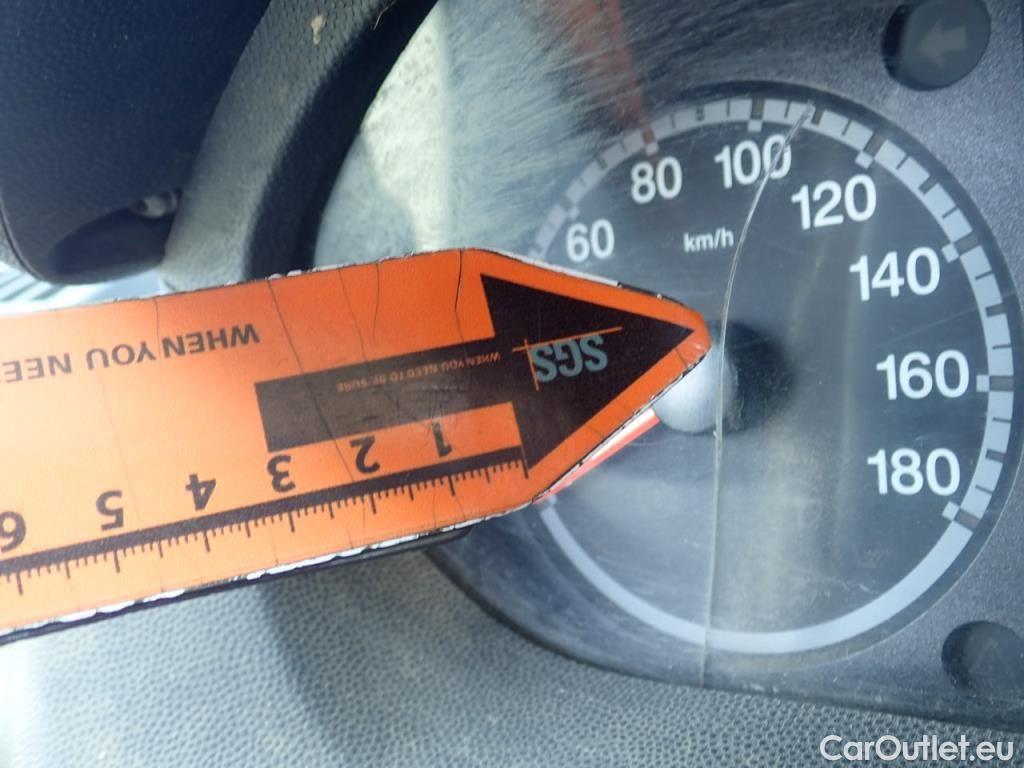 60
80
100
120
140
160
180
km/h
WHEN YOU NEE
SGS
WHEN YOU NEED TO BE SURE
1 2 3 4 5 6
CarOutlet.eu